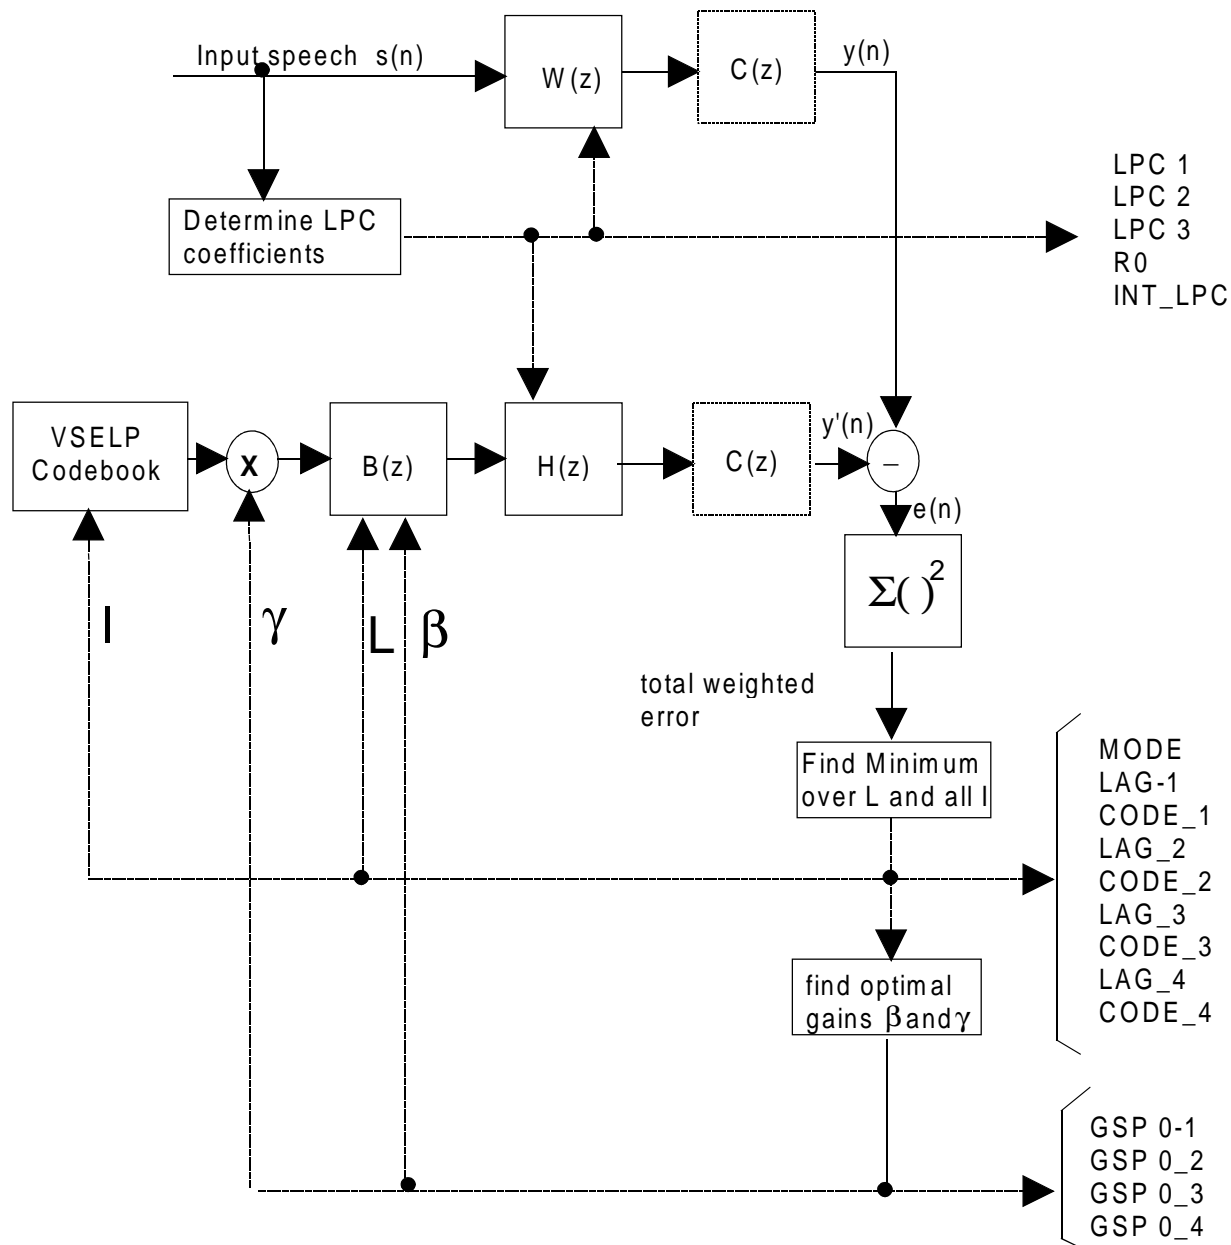 Input speech s(n)
W(z)
C(z)
y(n)
LPC 1
LPC 2
LPC 3
R0
INT_LPC
Determine LPC
coefficients
VSELP
Codebook
X
B(z)
H(z)
C(z)
y'(n)
−
e(n)
Σ( )²
I
γ
L
β
total weighted
error
Find Minimum
over L and all I
MODE
LAG-1
CODE_1
LAG_2
CODE_2
LAG_3
CODE_3
LAG_4
CODE_4
find optimal
gains β and γ
GSP 0-1
GSP 0_2
GSP 0_3
GSP 0_4